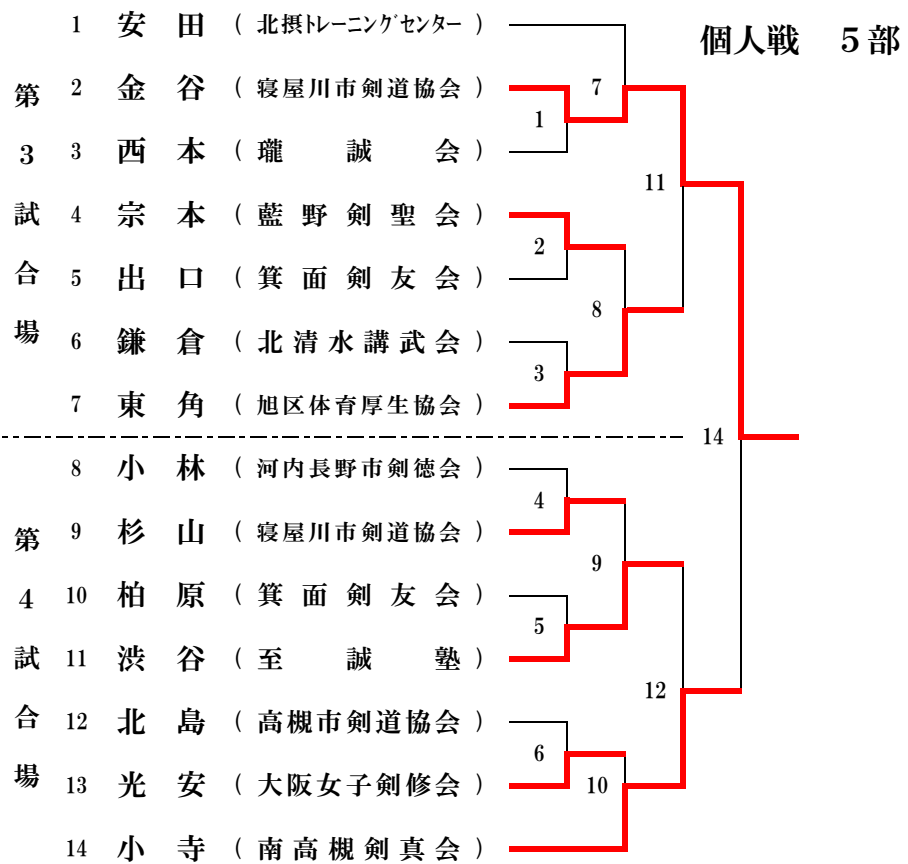 個人戦 5部
第3試合場
1 安田 (北摂トレーニングセンター)
2 金谷 (寝屋川市剣道協会)
3 西本 (瓏誠会)
4 宗本 (藍野剣聖会)
5 出口 (箕面剣友会)
6 鎌倉 (北清水講武会)
7 東角 (旭区体育厚生協会)
第4試合場
8 小林 (河内長野市剣徳会)
9 杉山 (寝屋川市剣道協会)
10 柏原 (箕面剣友会)
11 渋谷 (至誠塾)
12 北島 (高槻市剣道協会)
13 光安 (大阪女子剣修会)
14 小寺 (南高槻剣真会)
1
2
3
4
5
6
7
8
9
10
11
12
14